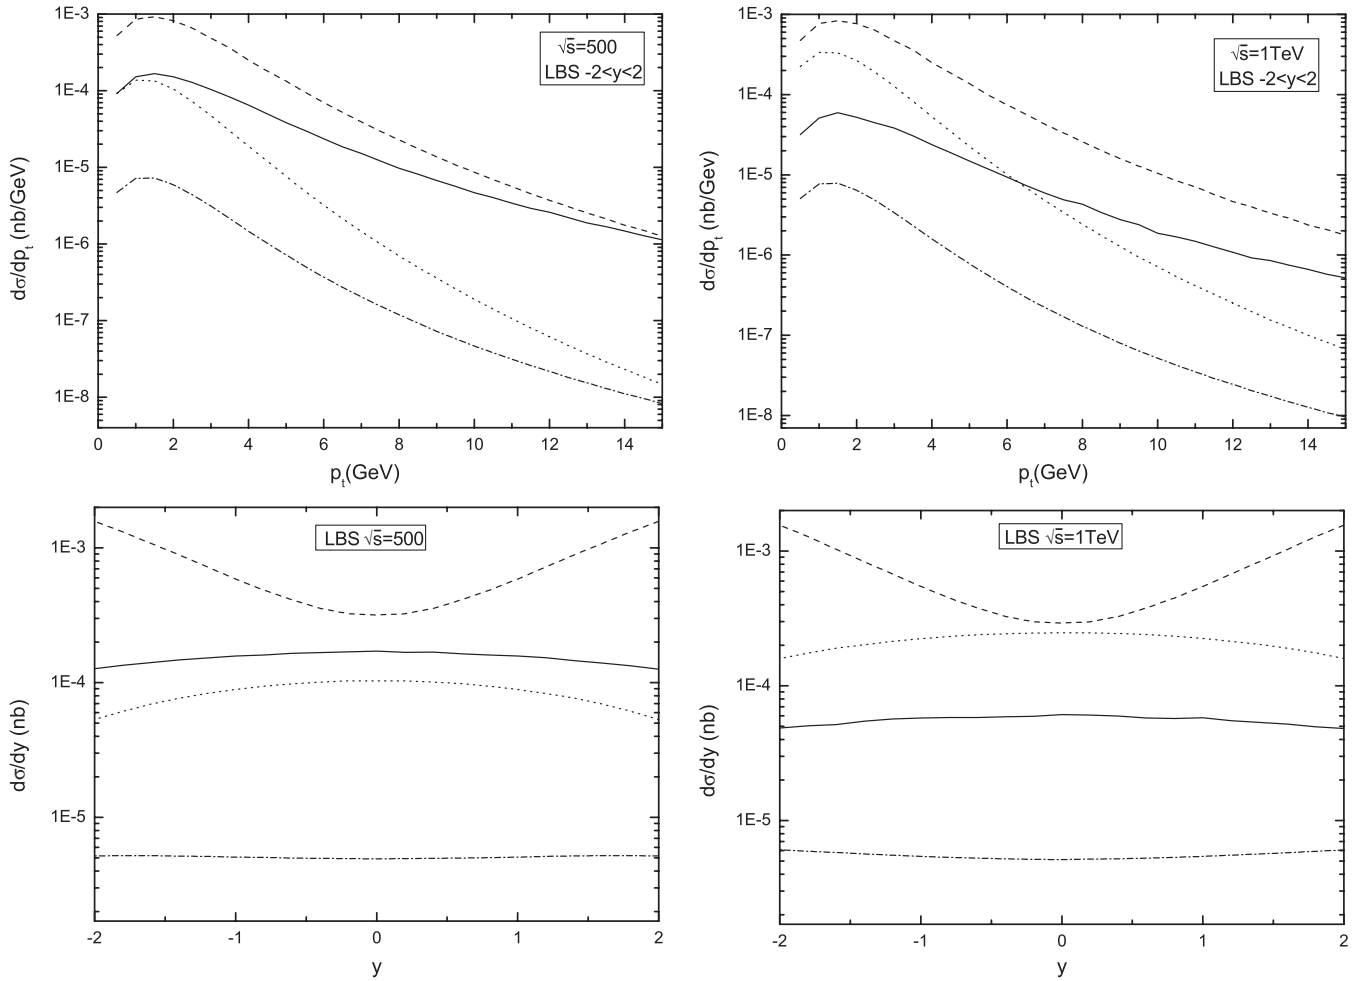 1E-3
1E-4
1E-5
1E-6
1E-7
1E-8
dσ/dpt (nb/GeV)
√s=500
LBS -2<y<2
0 2 4 6 8 10 12 14
pt(GeV)
1E-3
1E-4
1E-5
1E-6
1E-7
1E-8
dσ/dpt (nb/Gev)
√s=1TeV
LBS -2<y<2
0 2 4 6 8 10 12 14
pt(GeV)
1E-3
1E-4
1E-5
dσ/dy (nb)
LBS √s=500
-2 -1 0 1 2
y
1E-3
1E-4
1E-5
dσ/dy (nb)
LBS √s=1TeV
-2 -1 0 1 2
y